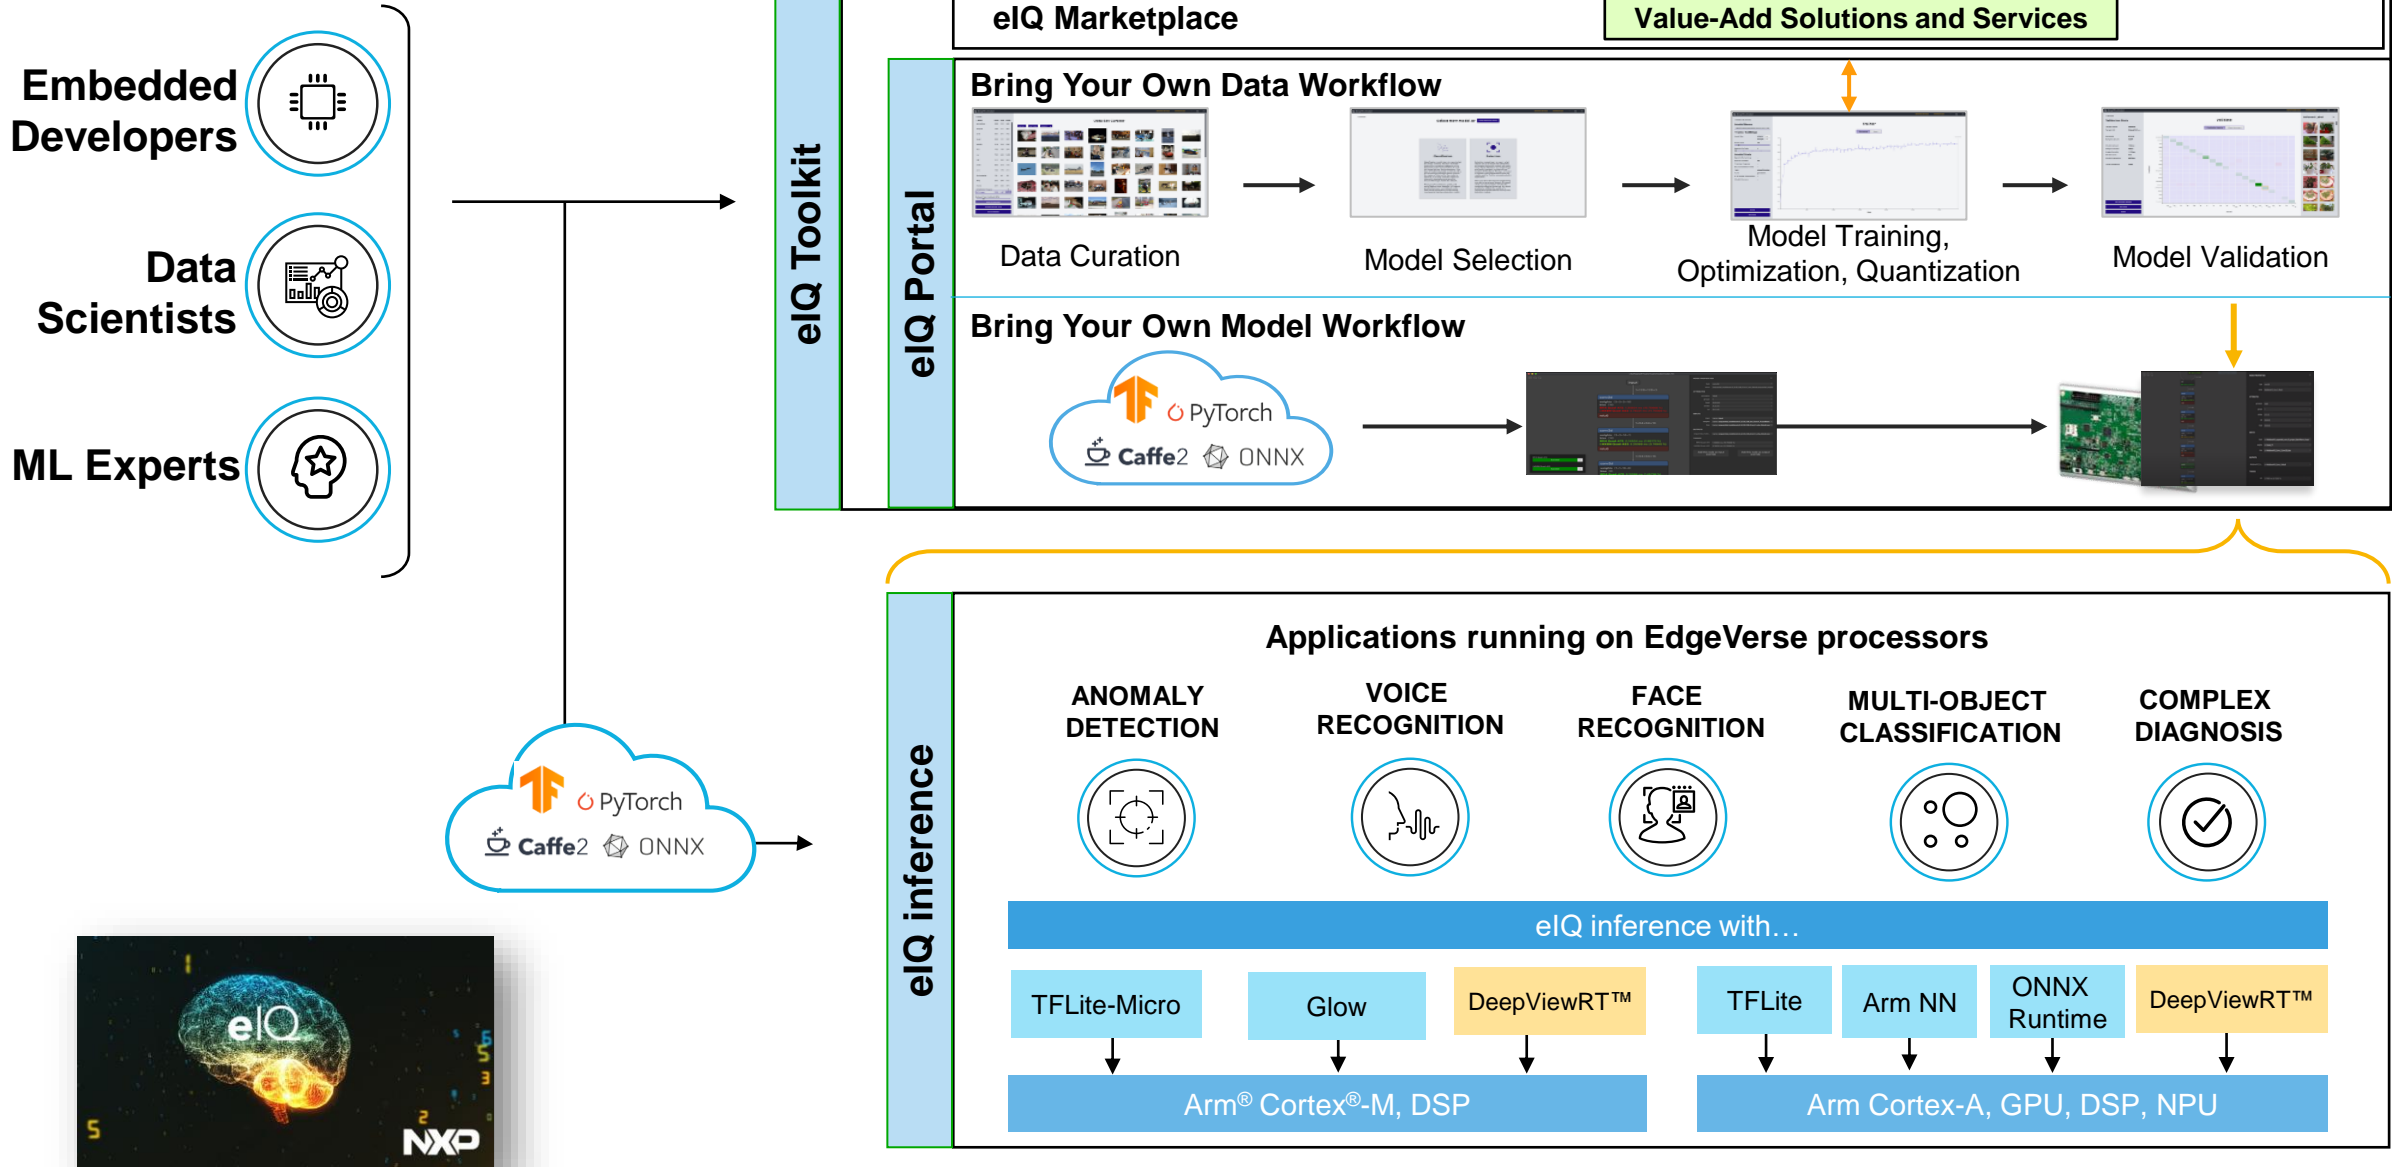 eIQ Marketplace
Value-Add Solutions and Services
Embedded
Developers
Data
Scientists
ML Experts
eIQ Toolkit
eIQ Portal
Bring Your Own Data Workflow
Data Curation
Model Selection
Model Training,
Optimization, Quantization
Model Validation
Bring Your Own Model Workflow
PyTorch
Caffe2
ONNX
PyTorch
Caffe2
ONNX
eIQ
NXP
eIQ inference
Applications running on EdgeVerse processors
ANOMALY
DETECTION
VOICE
RECOGNITION
FACE
RECOGNITION
MULTI-OBJECT
CLASSIFICATION
COMPLEX
DIAGNOSIS
eIQ inference with…
TFLite-Micro
Glow
DeepViewRT™
TFLite
Arm NN
ONNX
Runtime
DeepViewRT™
Arm® Cortex®-M, DSP
Arm Cortex-A, GPU, DSP, NPU